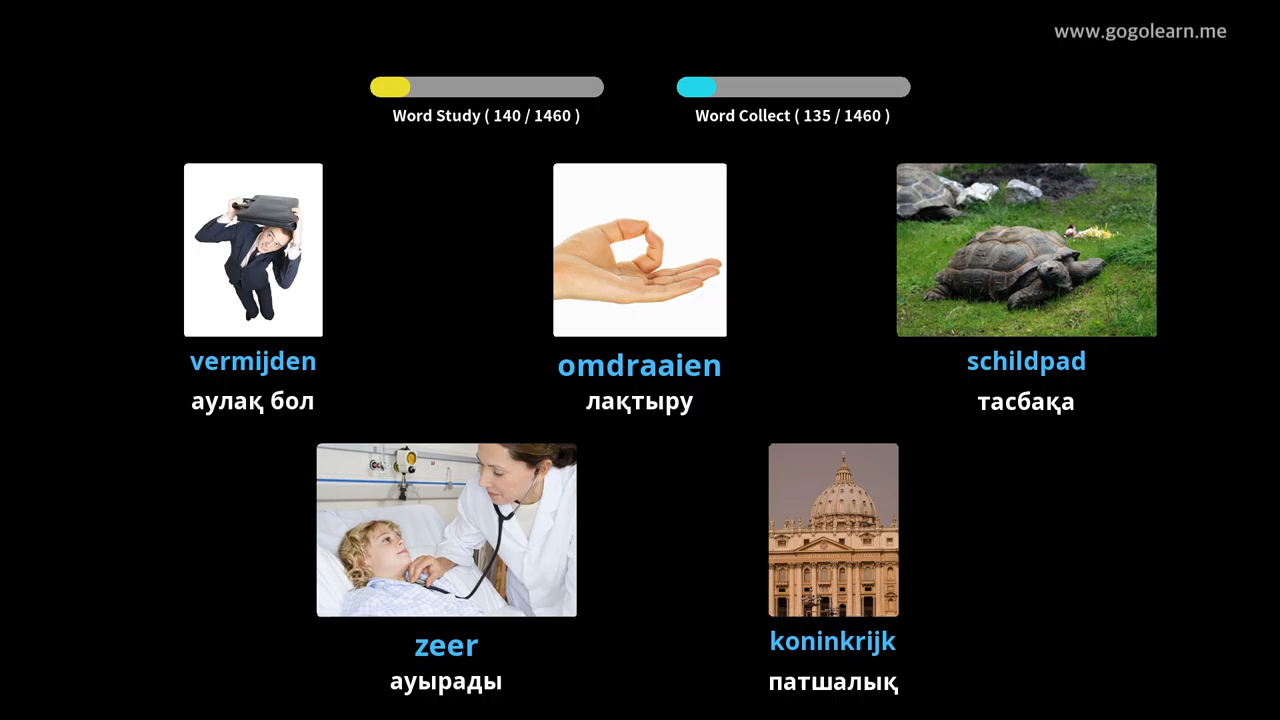 www.gogolearn.me
Word Study ( 140 / 1460 )
Word Collect ( 135 / 1460 )
vermijden
аулақ бол
omdraaien
лақтыру
schildpad
тасбақа
zeer
ауырады
koninkrijk
патшалық